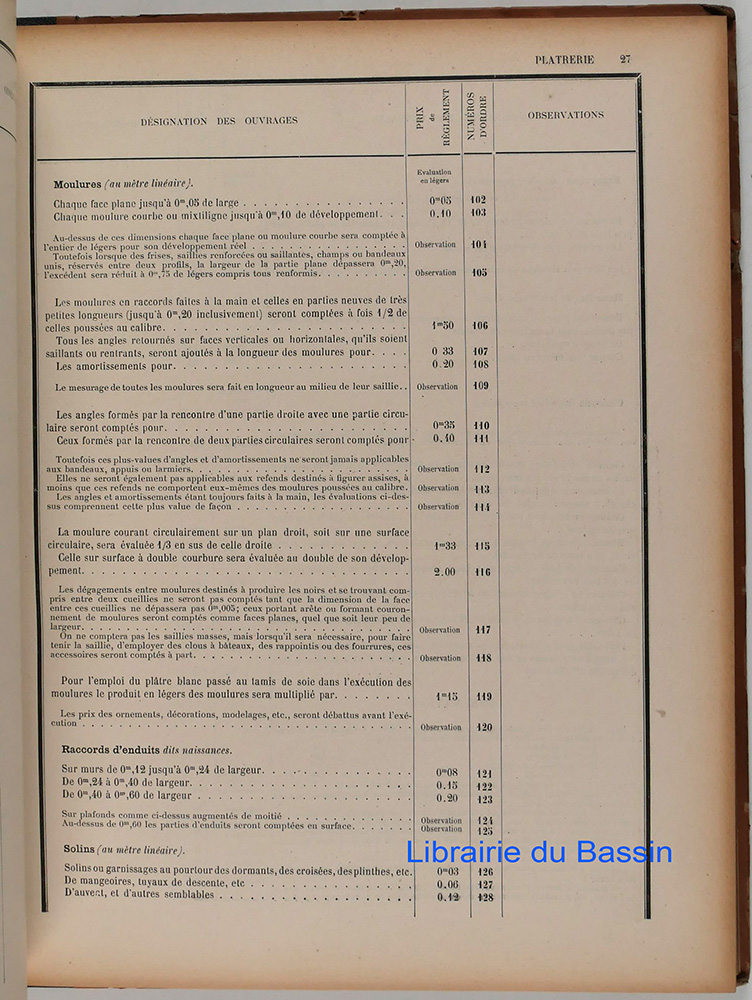 PLATRERIE 27
DÉSIGNATION DES OUVRAGES
PRIX de RÈGLEMENT
NUMÉROS D'ORDRE
OBSERVATIONS
Evaluation en légers
Moulures (au mètre linéaire).
Chaque face plane jusqu'à 0m,05 de large . . . . 0m05 102
Chaque moulure courbe ou mixtiligne jusqu'à 0m,10 de développement. . . 0.10 103
Au-dessus de ces dimensions chaque face plane ou moulure courbe sera comptée à
l'entier de légers pour son développement réel . . . . Observation 104
Toutefois lorsque des frises, saillies renforcées ou saillantes, champs ou bandeaux
unis, réservés entre deux profils, la largeur de la partie plane dépassera 0m,20,
l'excédent sera réduit à 0m,75 de légers compris tous renformis. . . . Observation 105
Les moulures en raccords faites à la main et celles en parties neuves de très
petites longueurs (jusqu'à 0m,20 inclusivement) seront comptées à fois 1/2 de
celles poussées au calibre. . . . 1m50 106
Tous les angles retournés sur faces verticales ou horizontales, qu'ils soient
saillants ou rentrants, seront ajoutés à la longueur des moulures pour. . . . 0 33 107
Les amortissements pour. . . . 0.20 108
Le mesurage de toutes les moulures sera fait en longueur au milieu de leur saillie. . Observation 109
Les angles formés par la rencontre d'une partie droite avec une partie circu-
laire seront comptés pour. . . . 0m35 110
Ceux formés par la rencontre de deux parties circulaires seront comptés pour 0.40 111
Toutefois ces plus-values d'angles et d'amortissements ne seront jamais applicables
aux bandeaux, appuis ou larmiers. . . . Observation 112
Elles ne seront également pas applicables aux refends destinés à figurer assises, à
moins que ces refends ne comportent eux-mêmes des moulures poussées au calibre. Observation 113
Les angles et amortissements étant toujours faits à la main, les évaluations ci-des-
sus comprennent cette plus value de façon . . . . Observation 114
La moulure courant circulairement sur un plan droit, soit sur une surface
circulaire, sera évaluée 1/3 en sus de celle droite . . . . 1m33 115
Celle sur surface à double courbure sera évaluée au double de son dévelop-
pement. . . . 2.00 116
Les dégagements entre moulures destinés à produire les noirs et se trouvant com-
pris entre deux cueillies ne seront pas comptés tant que la dimension de la face
entre ces cueillies ne dépassera pas 0m,005; ceux portant arête ou formant couron-
nement de moulures seront comptés comme faces planes, quel que soit leur peu de
largeur. . . . Observation 117
On ne comptera pas les saillies masses, mais lorsqu'il sera nécessaire, pour faire
tenir la saillie, d'employer des clous à bâteaux, des rappointis ou des fourrures, ces
accessoires seront comptés à part. . . . Observation 118
Pour l'emploi du plâtre blanc passé au tamis de soie dans l'exécution des
moulures le produit en légers des moulures sera multiplié par. . . . 1m15 119
Les prix des ornements, décorations, modelages, etc., seront débattus avant l'exé-
cution . . . . Observation 120
Raccords d'enduits dits naissances.
Sur murs de 0m,12 jusqu'à 0m,24 de largeur. . . . 0m08 121
De 0m,24 à 0m,40 de largeur. . . . 0.15 122
De 0m,40 à 0m,60 de largeur . . . . 0.20 123
Sur plafonds comme ci-dessus augmentés de moitié . . . . Observation 124
Au-dessus de 0m,60 les parties d'enduits seront comptées en surface. . . . Observation 125
Solins (au mètre linéaire).
Solins ou garnissages au pourtour des dormants, des croisées, des plinthes, etc. 0m03 126
De mangeoires, tuyaux de descente, etc . . . . 0.06 127
D'auvent, et d'autres semblables . . . . 0.12 128
Librairie du Bassin